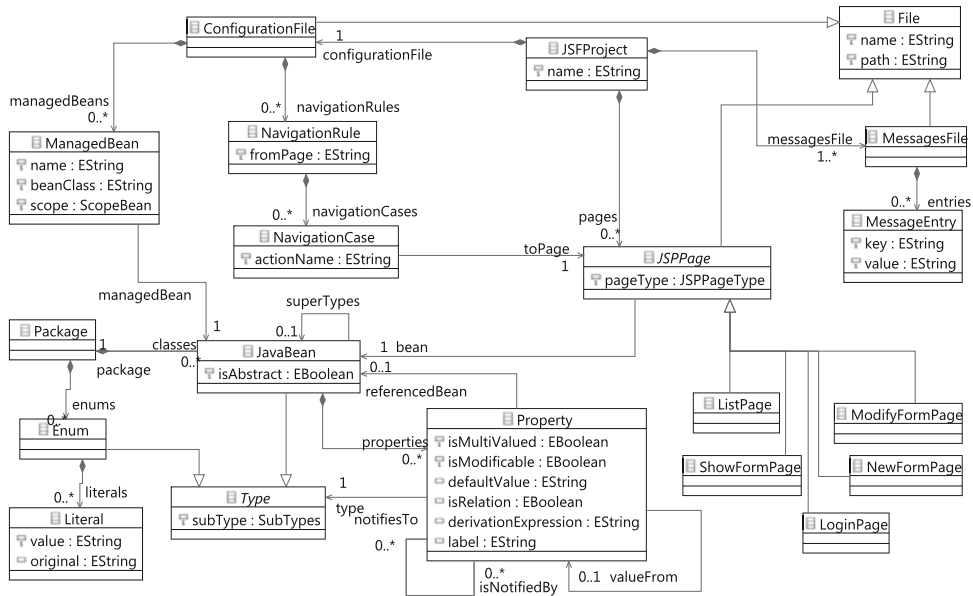 ConfigurationFile
1
configurationFile
JSFProject
name : EString
File
name : EString
path : EString
managedBeans
0..*
0..*
navigationRules
ManagedBean
name : EString
beanClass : EString
scope : ScopeBean
NavigationRule
fromPage : EString
messagesFile
1..*
MessagesFile
0..*
navigationCases
pages
0..*
0..*
entries
NavigationCase
actionName : EString
toPage
1
JSPPage
pageType : JSPPageType
MessageEntry
key : EString
value : EString
managedBean
1
superTypes
0..1
Package
1
package
classes
0..*
JavaBean
isAbstract : EBoolean
1 bean
0..1
referencedBean
enums
0..*
Enum
properties
0..*
Property
isMultiValued : EBoolean
isModificable : EBoolean
defaultValue : EString
isRelation : EBoolean
derivationExpression : EString
label : EString
ListPage
ModifyFormPage
ShowFormPage
NewFormPage
LoginPage
literals
0..*
Literal
value : EString
original : EString
Type
subType : SubTypes
1
type
notifiesTo
0..*
0..*
isNotifiedBy
0..1 valueFrom